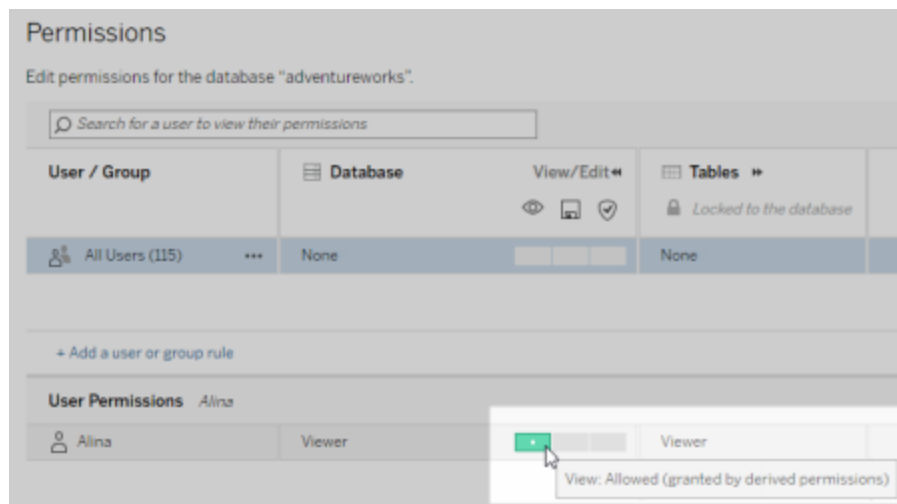 Permissions
Edit permissions for the database “adventureworks”.
Search for a user to view their permissions
User / Group Database View/Edit Tables
Locked to the database
All Users (115) ••• None None
+ Add a user or group rule
User Permissions Alina
Alina Viewer Viewer
View: Allowed (granted by derived permissions)